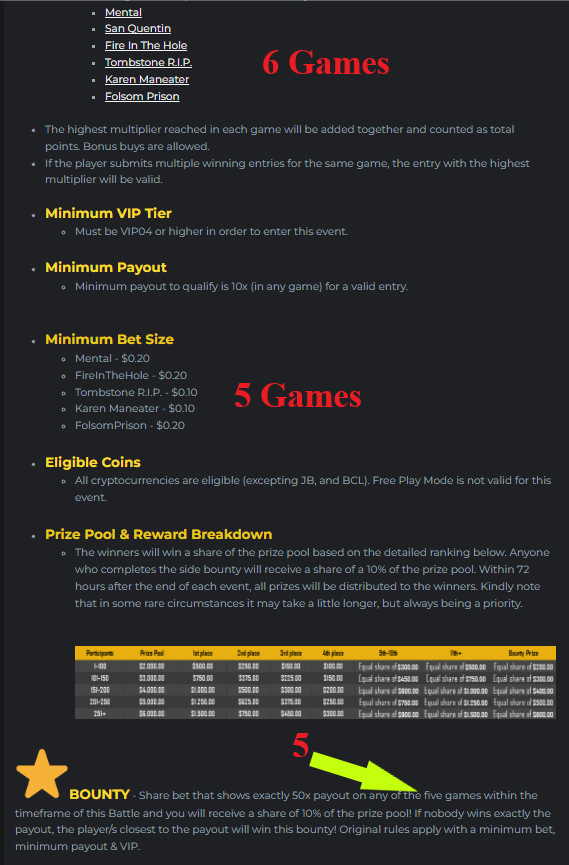 Mental
San Quentin
Fire In The Hole
Tombstone R.I.P.
Karen Maneater
Folsom Prison
6 Games
The highest multiplier reached in each game will be added together and counted as total
points. Bonus buys are allowed.
If the player submits multiple winning entries for the same game, the entry with the highest
multiplier will be valid.
Minimum VIP Tier
Must be VIP04 or higher in order to enter this event.
Minimum Payout
Minimum payout to qualify is 10x (in any game) for a valid entry.
Minimum Bet Size
Mental - $0.20
FireInTheHole - $0.20
Tombstone R.I.P. - $0.10
Karen Maneater - $0.10
FolsomPrison - $0.20
5 Games
Eligible Coins
All cryptocurrencies are eligible (excepting JB, and BCL). Free Play Mode is not valid for this
event.
Prize Pool & Reward Breakdown
The winners will win a share of the prize pool based on the detailed ranking below. Anyone
who completes the side bounty will receive a share of a 10% of the prize pool. Within 72
hours after the end of each event, all prizes will be distributed to the winners. Kindly note
that in some rare circumstances it may take a little longer, but always being a priority.
Participants Prize Pool 1st place 2nd place 3rd place 4th place 5th-10th 11th+ Bounty Prize
1-100 $2.000.00 $500.00 $250.00 $150.00 $100.00 Equal share of $300.00 Equal share of $500.00 Equal share of $200.00
101-150 $3.000.00 $750.00 $375.00 $225.00 $150.00 Equal share of $450.00 Equal share of $750.00 Equal share of $300.00
151-200 $4.000.00 $1.000.00 $500.00 $300.00 $200.00 Equal share of $600.00 Equal share of $1.000.00 Equal share of $400.00
201-250 $5.000.00 $1.250.00 $625.00 $375.00 $250.00 Equal share of $750.00 Equal share of $1.250.00 Equal share of $500.00
251+ $6.000.00 $1.500.00 $750.00 $450.00 $300.00 Equal share of $900.00 Equal share of $1.500.00 Equal share of $600.00
5
BOUNTY - Share bet that shows exactly 50x payout on any of the five games within the
timeframe of this Battle and you will receive a share of 10% of the prize pool! If nobody wins exactly the
payout, the player/s closest to the payout will win this bounty! Original rules apply with a minimum bet,
minimum payout & VIP.